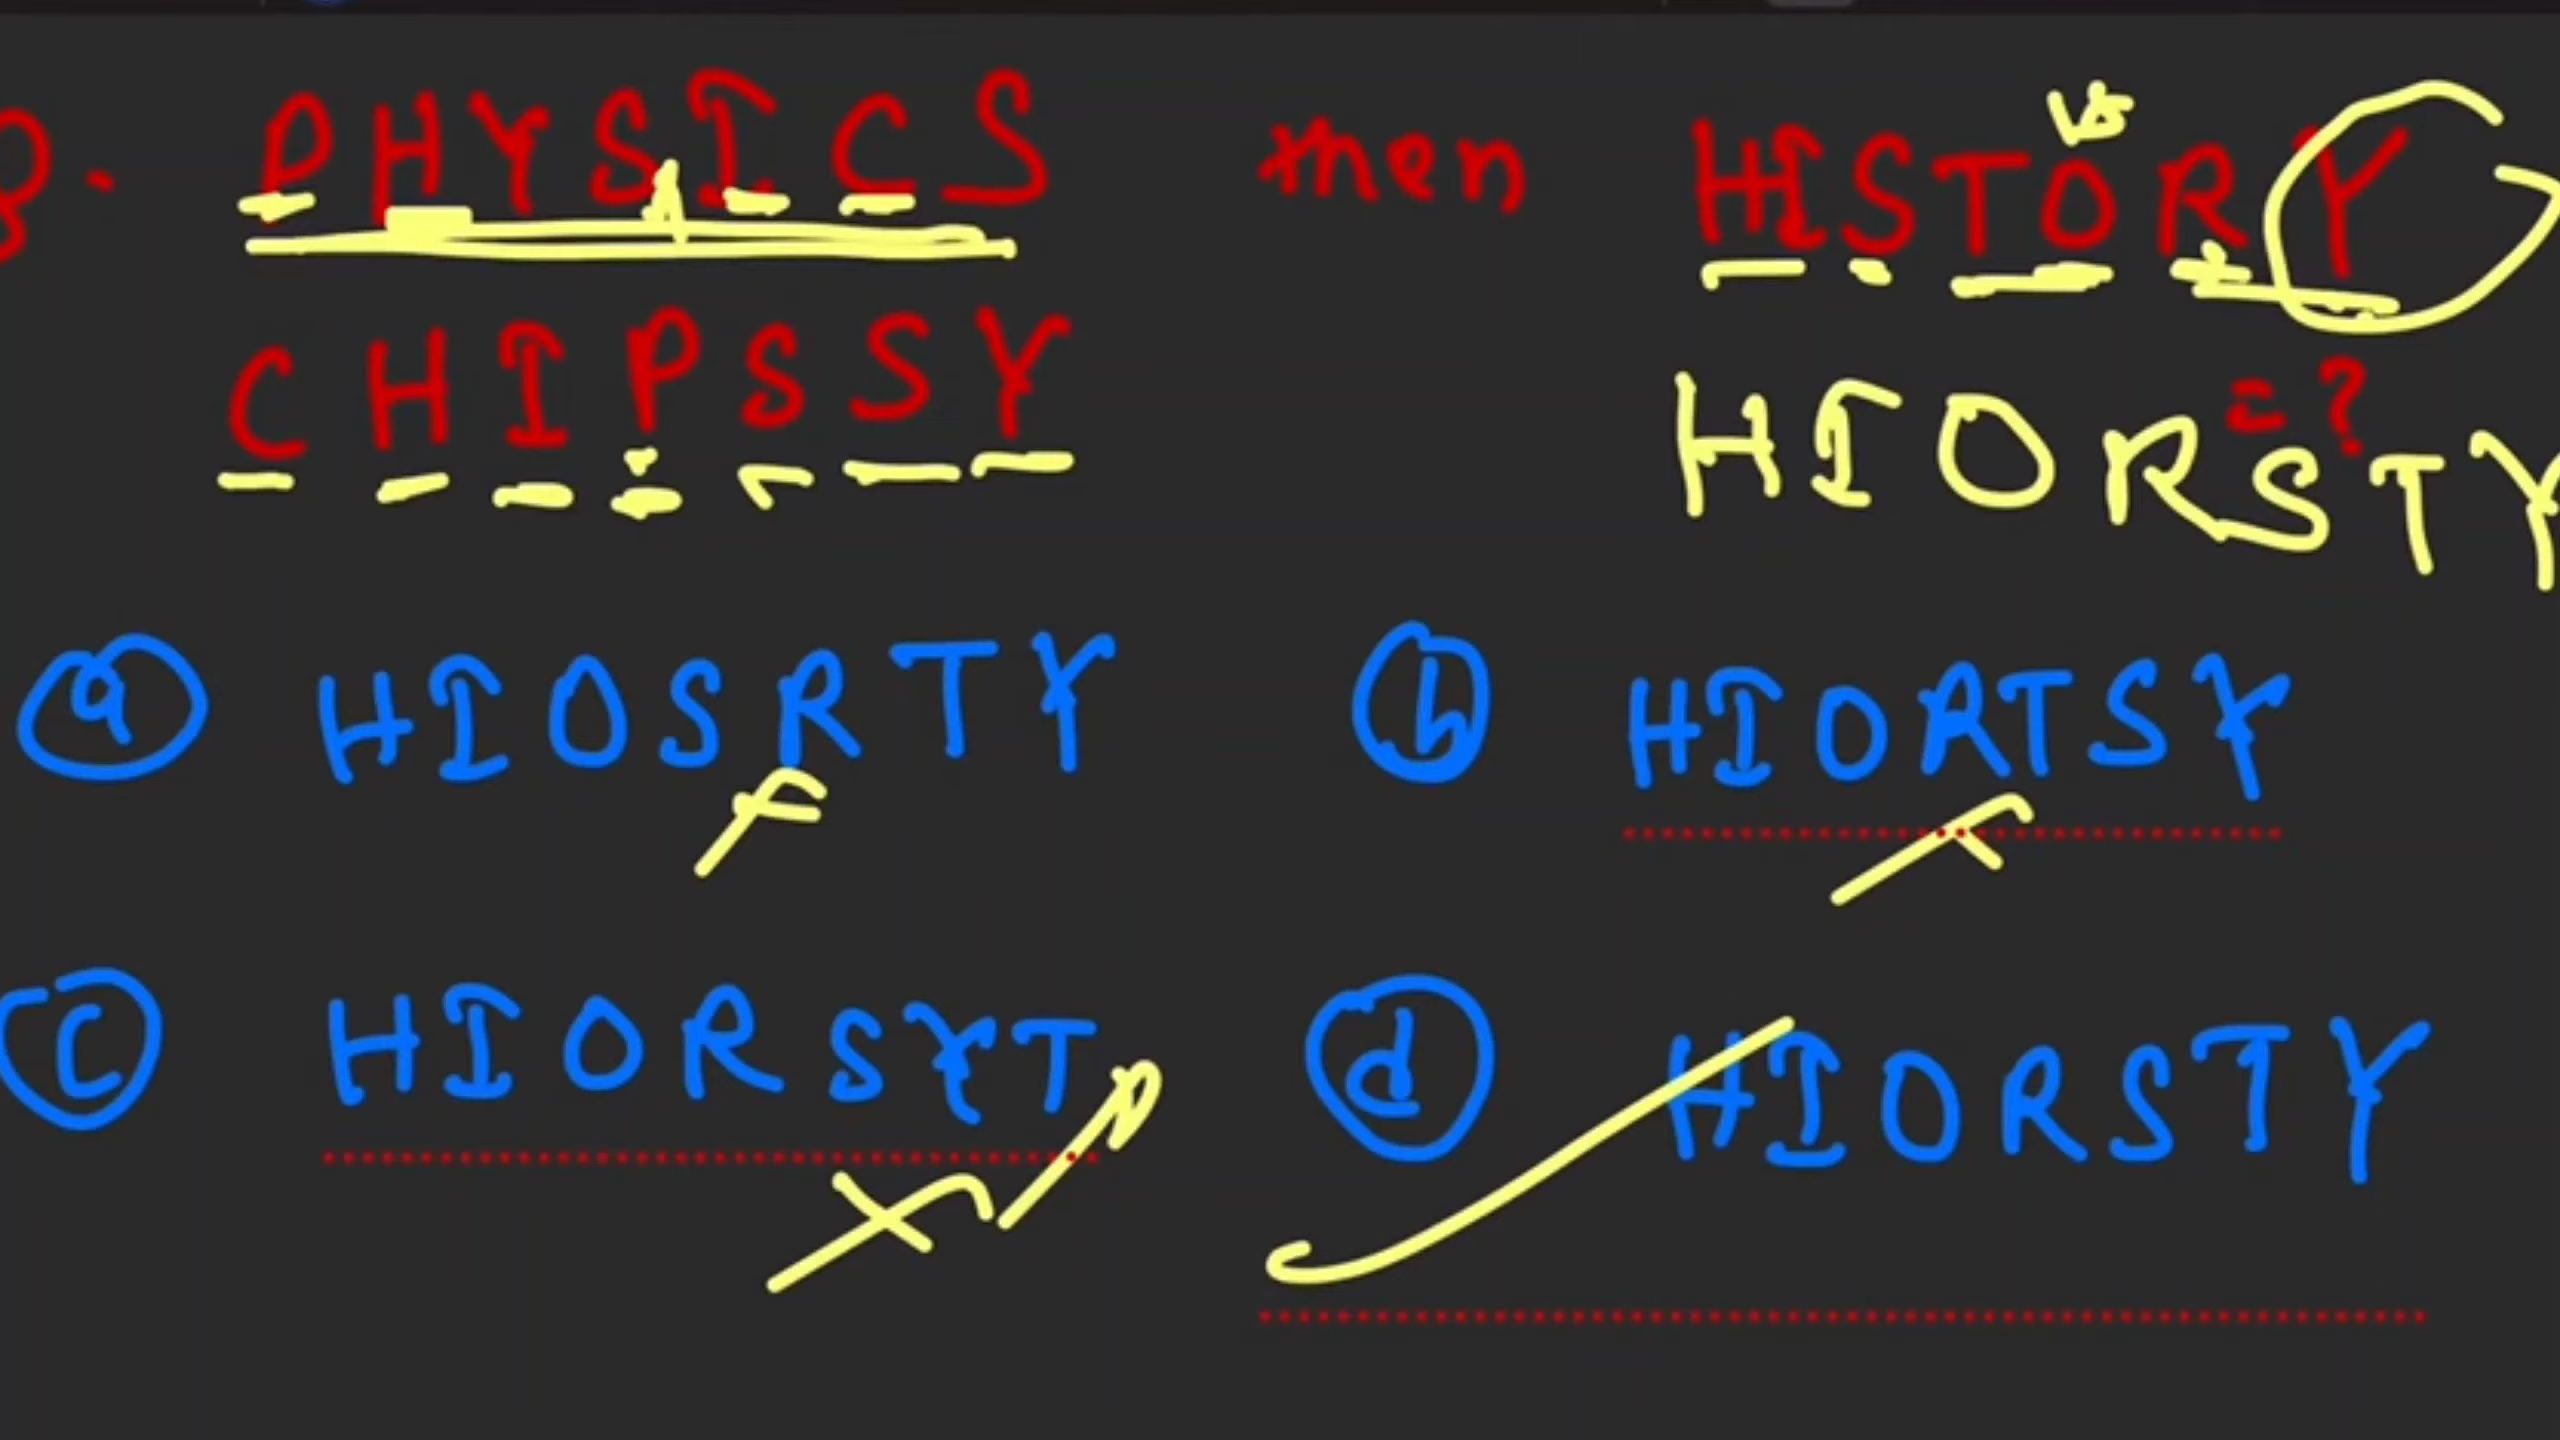 Q. PHYSICS then HISTORY
CHIPSSY = ?
HIORSTY
a HIOSRTY b HIORTSY
c HIORSYT d HIORSTY